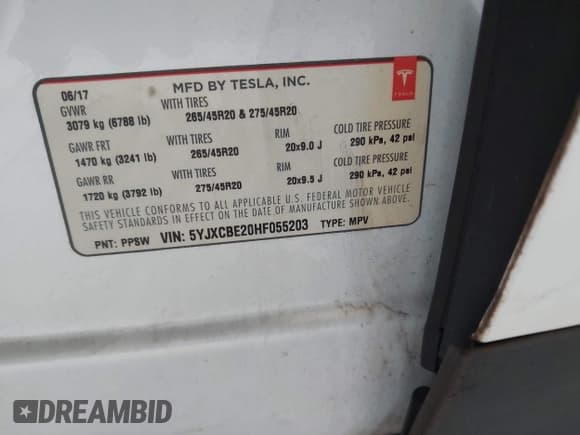 MFD BY TESLA, INC.
TESLA
06/17
GVWR WITH TIRES
3079 kg (6788 lb) 265/45R20 & 275/45R20
GAWR FRT WITH TIRES RIM COLD TIRE PRESSURE
1470 kg (3241 lb) 265/45R20 20x9.0 J 290 kPa, 42 psi
GAWR RR WITH TIRES RIM COLD TIRE PRESSURE
1720 kg (3792 lb) 275/45R20 20x9.5 J 290 kPa, 42 psi
THIS VEHICLE CONFORMS TO ALL APPLICABLE U.S. FEDERAL MOTOR VEHICLE
SAFETY STANDARDS IN EFFECT ON THE DATE OF MANUFACTURE SHOWN ABOVE.
PNT: PPSW VIN: 5YJXCBE20HF055203 TYPE: MPV
DREAMBID